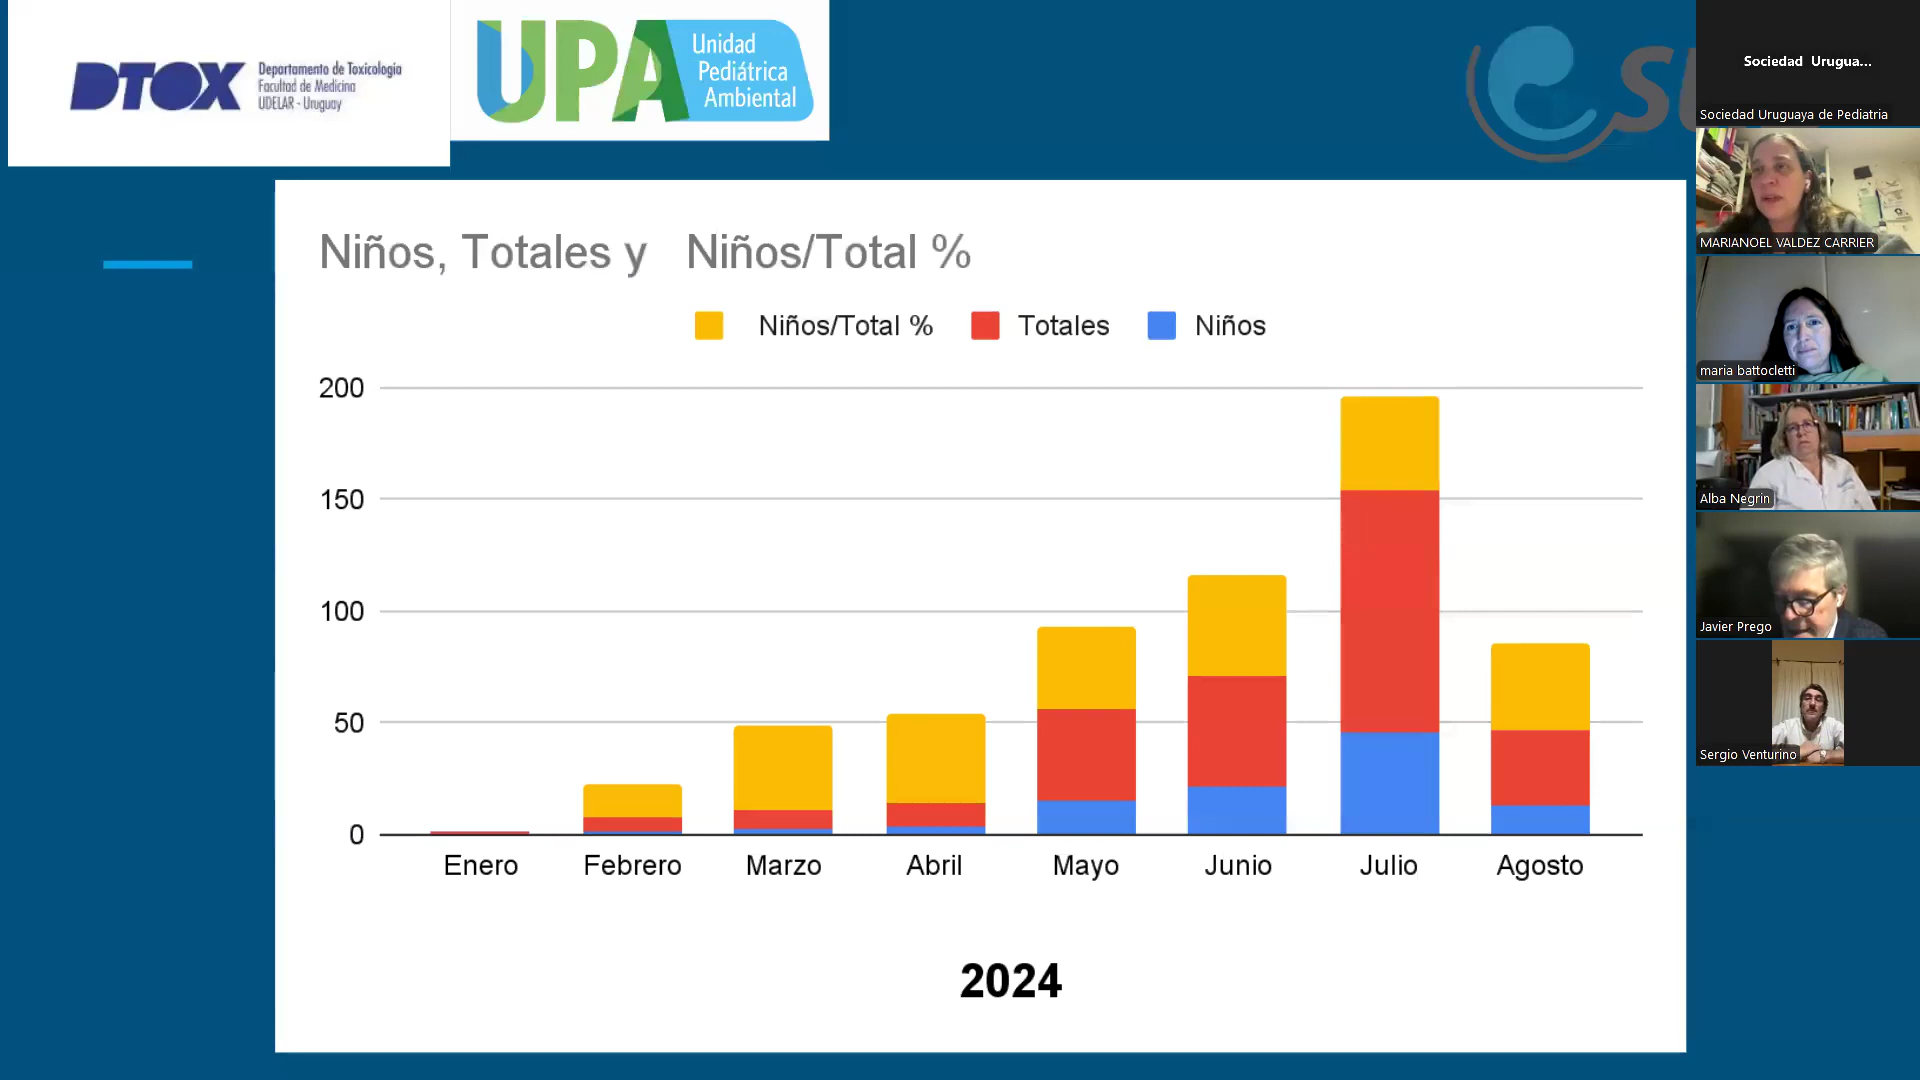 DTOX
Departamento de Toxicología
Facultad de Medicina
UDELAR - Uruguay
UPA
Unidad
Pediátrica
Ambiental
Niños, Totales y Niños/Total %
Niños/Total %
Totales
Niños
200
150
100
50
0
Enero
Febrero
Marzo
Abril
Mayo
Junio
Julio
Agosto
2024
Sociedad Urugua...
Sociedad Uruguaya de Pediatria
MARIANOEL VALDEZ CARRIER
maria battocletti
Alba Negrin
Javier Prego
Sergio Venturino